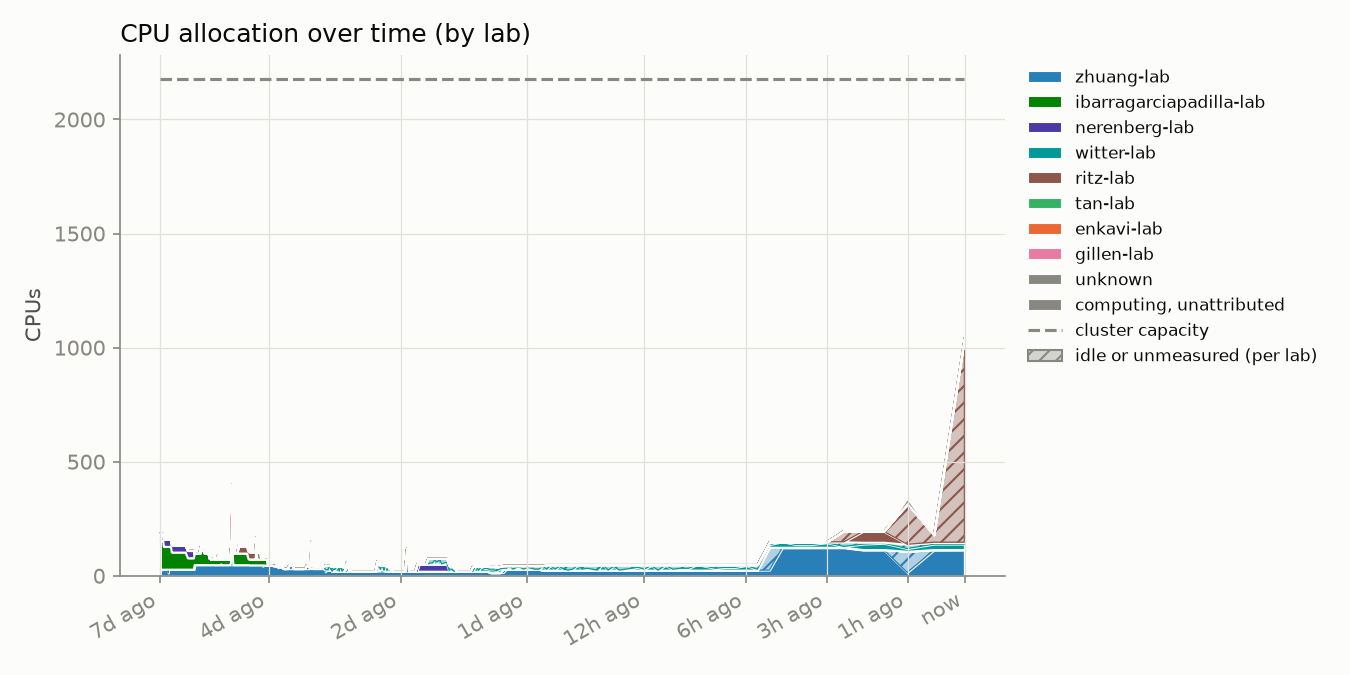 CPU allocation over time (by lab)
CPUs
2000
1500
1000
500
0
7d ago
4d ago
2d ago
1d ago
12h ago
6h ago
3h ago
1h ago
now
zhuang-lab
ibarragarciapadilla-lab
nerenberg-lab
witter-lab
ritz-lab
tan-lab
enkavi-lab
gillen-lab
unknown
computing, unattributed
cluster capacity
idle or unmeasured (per lab)